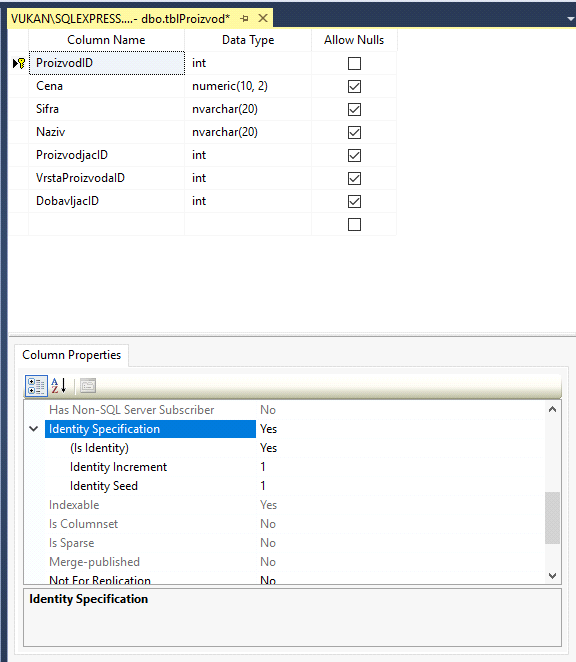 VUKAN\SQLEXPRESS....- dbo.tblProizvod*
Column Name Data Type Allow Nulls
ProizvodID int
Cena numeric(10, 2)
Sifra nvarchar(20)
Naziv nvarchar(20)
ProizvodjacID int
VrstaProizvodaID int
DobavljacID int
Column Properties
Has Non-SQL Server Subscriber No
Identity Specification Yes
(Is Identity) Yes
Identity Increment 1
Identity Seed 1
Indexable Yes
Is Columnset No
Is Sparse No
Merge-published No
Not For Replication No
Identity Specification